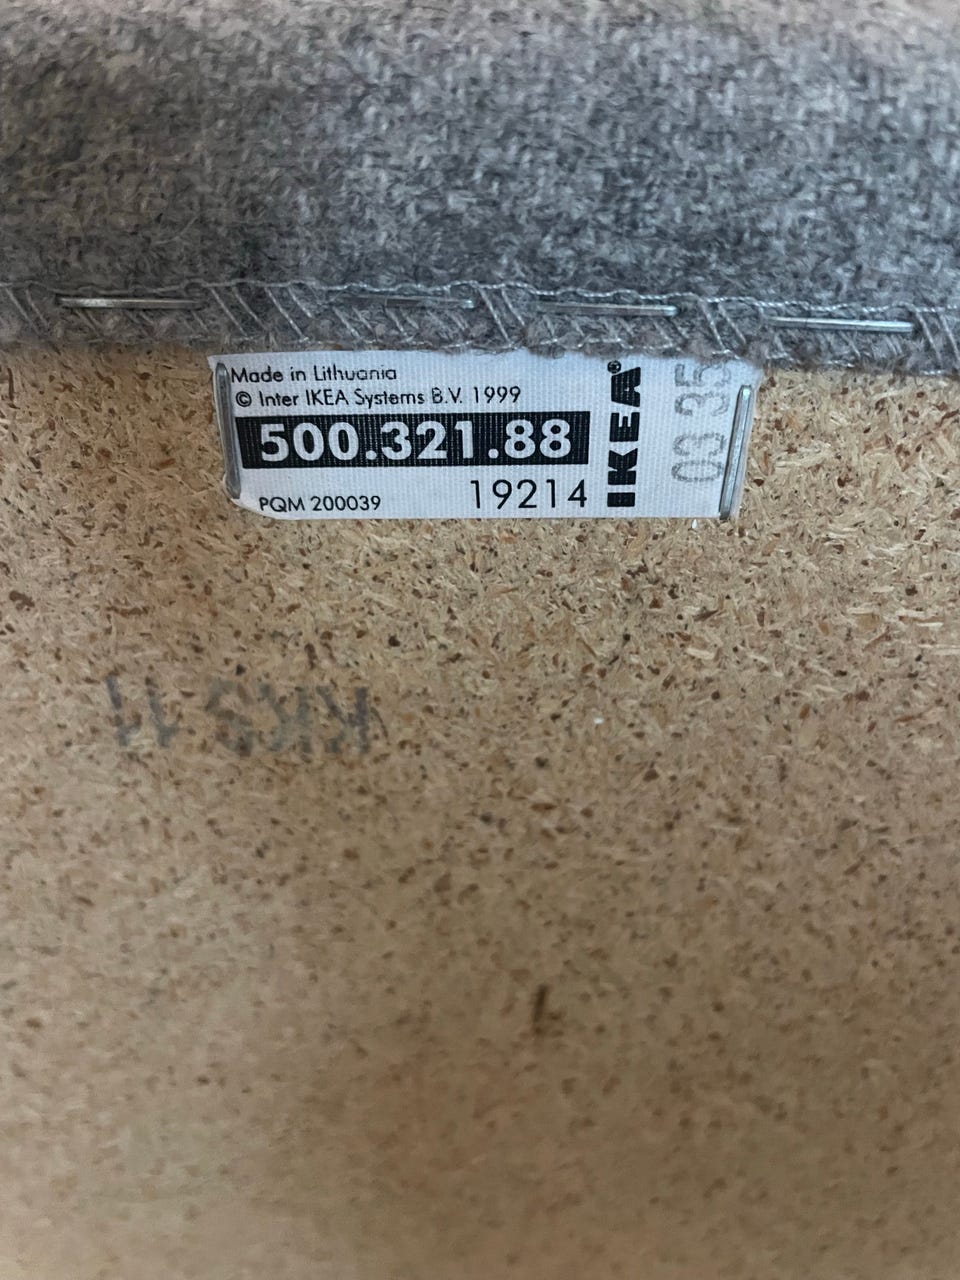 Made in Lithuania
© Inter IKEA Systems B.V. 1999
500.321.88
PQM 200039
19214
IKEA®
03 35